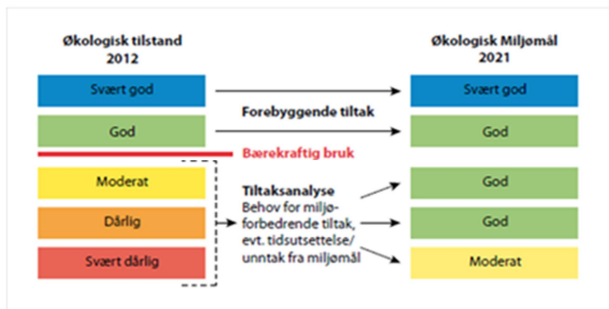 Økologisk tilstand
2012
Økologisk Miljømål
2021
Svært god
Svært god
Forebyggende tiltak
God
God
Bærekraftig bruk
Moderat
Dårlig
Svært dårlig
Tiltaksanalyse
Behov for miljø-
forbedrende tiltak,
evt. tidsutsettelse/
unntak fra miljømål
God
God
Moderat